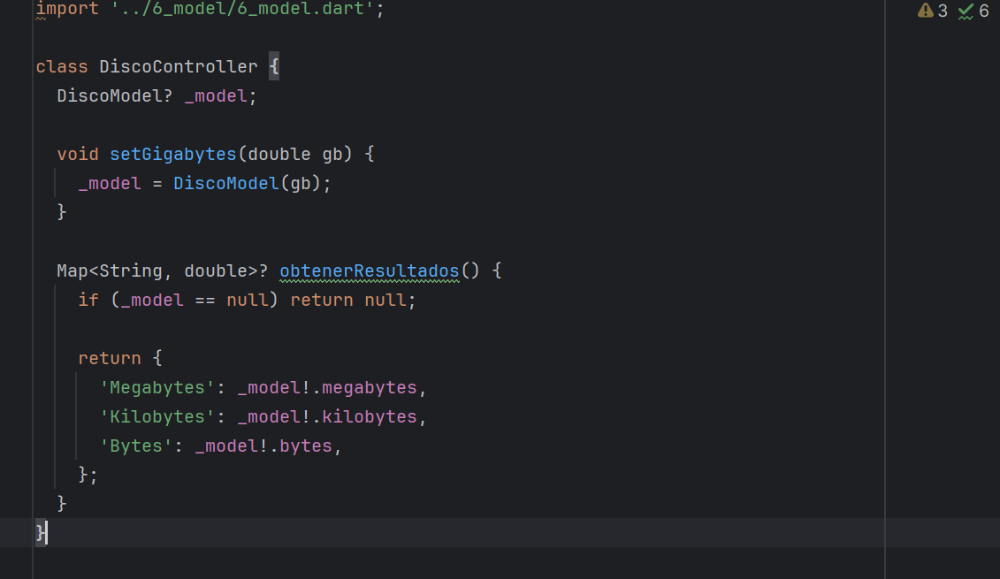 import '../6_model/6_model.dart';
3 6
class DiscoController {
DiscoModel? _model;
void setGigabytes(double gb) {
_model = DiscoModel(gb);
}
Map<String, double>? obtenerResultados() {
if (_model == null) return null;
return {
'Megabytes': _model!.megabytes,
'Kilobytes': _model!.kilobytes,
'Bytes': _model!.bytes,
};
}
}